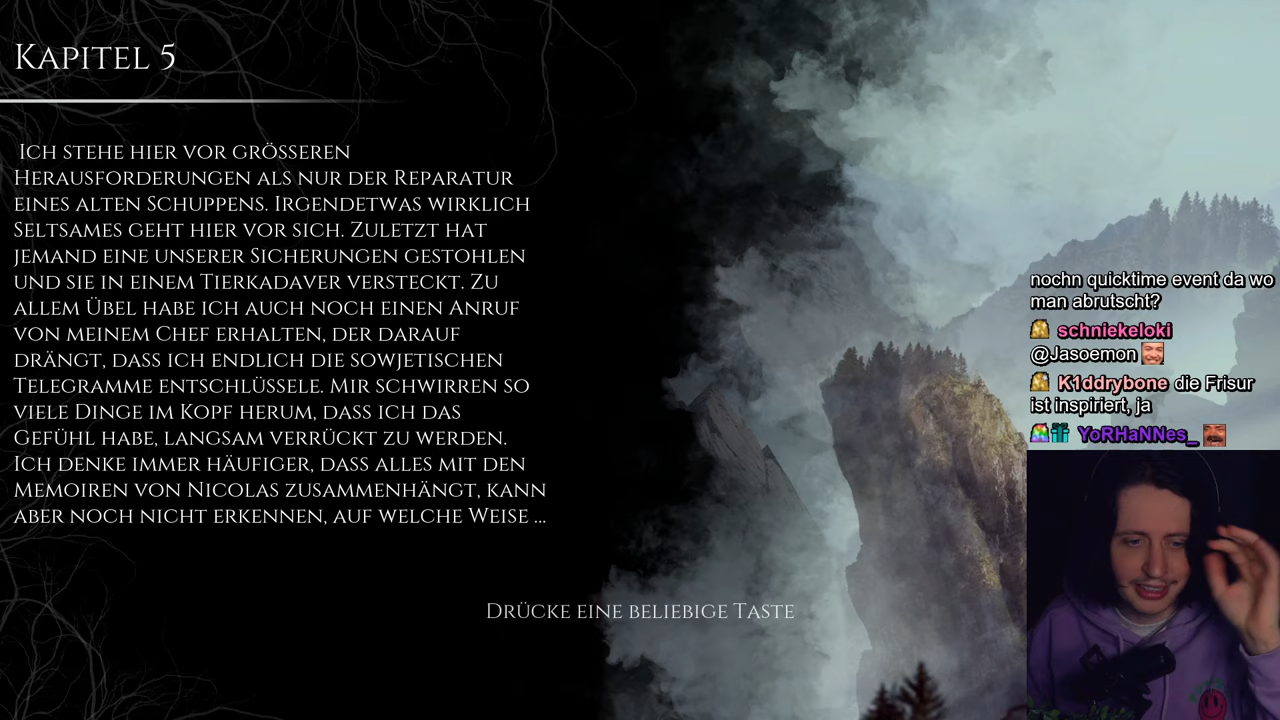 Kapitel 5
Ich stehe hier vor grösseren
Herausforderungen als nur der Reparatur
eines alten Schuppens. Irgendetwas wirklich
Seltsames geht hier vor sich. Zuletzt hat
jemand eine unserer Sicherungen gestohlen
und sie in einem Tierkadaver versteckt. Zu
allem Übel habe ich auch noch einen Anruf
von meinem Chef erhalten, der darauf
drängt, dass ich endlich die sowjetischen
Telegramme entschlüssele. Mir schwirren so
viele Dinge im Kopf herum, dass ich das
Gefühl habe, langsam verrückt zu werden.
Ich denke immer häufiger, dass alles mit den
Memoiren von Nicolas zusammenhängt, kann
aber noch nicht erkennen, auf welche Weise ...
Drücke eine beliebige Taste
nochn quicktime event da wo
man abrutscht?
schniekeloki
@Jasoemon
K1ddrybone die Frisur
ist inspiriert, ja
YoRHaNNes_